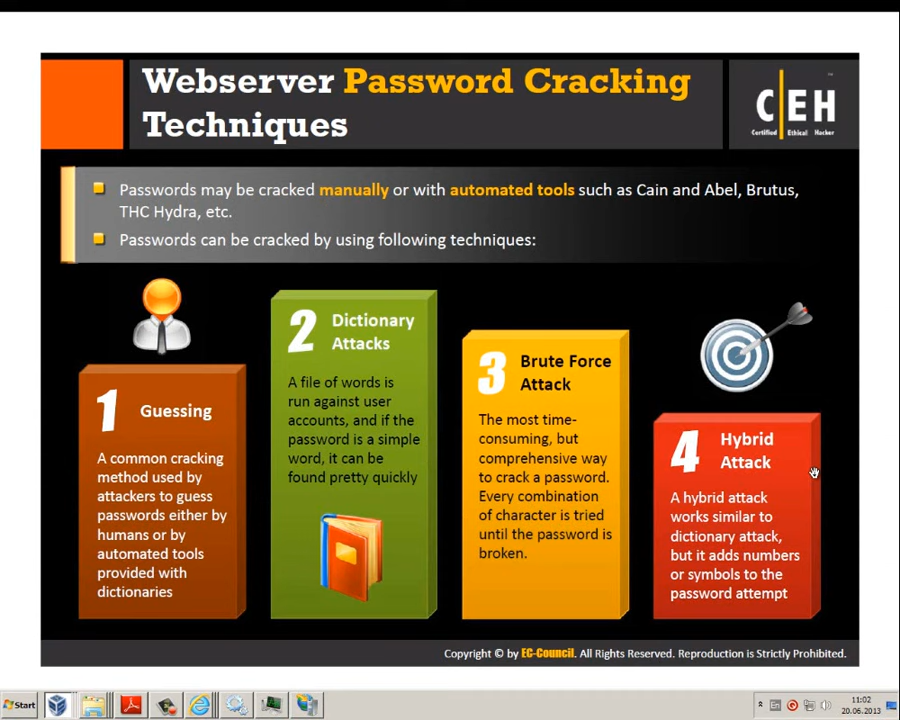 Webserver Password Cracking
Techniques
CEH
Certified Ethical Hacker
Passwords may be cracked manually or with automated tools such as Cain and Abel, Brutus,
THC Hydra, etc.
Passwords can be cracked by using following techniques:
1 Guessing
A common cracking
method used by
attackers to guess
passwords either by
humans or by
automated tools
provided with
dictionaries
2 Dictionary
Attacks
A file of words is
run against user
accounts, and if the
password is a simple
word, it can be
found pretty quickly
3 Brute Force
Attack
The most time-
consuming, but
comprehensive way
to crack a password.
Every combination
of character is tried
until the password is
broken.
4 Hybrid
Attack
A hybrid attack
works similar to
dictionary attack,
but it adds numbers
or symbols to the
password attempt
Copyright © by EC-Council. All Rights Reserved. Reproduction is Strictly Prohibited.
Start
11:02
20.06.2013